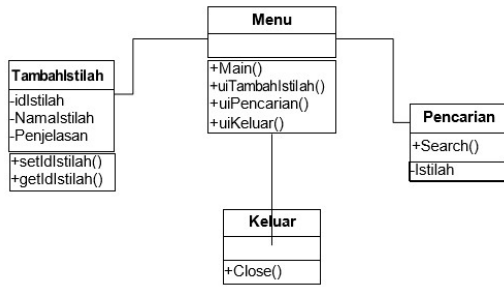 Menu
+Main()
+uiTambahIstilah()
+uiPencarian()
+uiKeluar()
TambahIstilah
-idIstilah
-NamaIstilah
-Penjelasan
+setIdIstilah()
+getIdIstilah()
Pencarian
+Search()
-Istilah
Keluar
+Close()